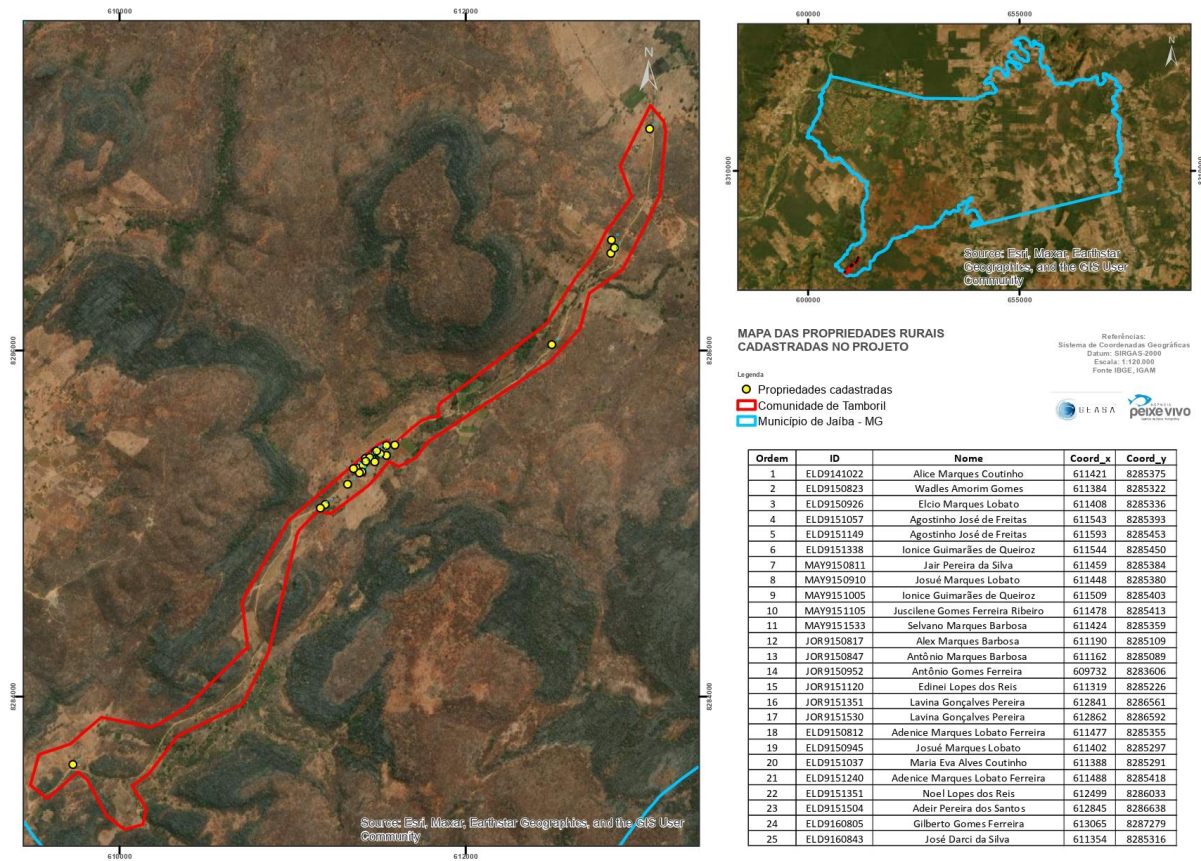 610000
612000
N
8286000
8286000
8284000
8284000
Source: Esri, Maxar, Earthstar Geographics, and the GIS User
Community
610000
612000
600000
655000
N
8310000
8310000
Source: Esri, Maxar, Earthstar
Geographics, and the GIS User
Community
600000
655000
MAPA DAS PROPRIEDADES RURAIS
CADASTRADAS NO PROJETO
Legenda
Propriedades cadastradas
Comunidade de Tamboril
Município de Jaíba - MG
Referências:
Sistema de Coordenadas Geográficas
Datum: SIRGAS-2000
Escala: 1:120.000
Fonte IBGE, IGAM
AGÊNCIA
peixe vivo
Ordem ID Nome Coord_x Coord_y
1 ELD9141022 Alice Marques Coutinho 611421 8285375
2 ELD9150823 Wadles Amorim Gomes 611384 8285322
3 ELD9150926 Elcio Marques Lobato 611408 8285336
4 ELD9151057 Agostinho José de Freitas 611543 8285393
5 ELD9151149 Agostinho José de Freitas 611593 8285453
6 ELD9151338 Ionice Guimarães de Queiroz 611544 8285450
7 MAY9150811 Jair Pereira da Silva 611459 8285384
8 MAY9150910 Josué Marques Lobato 611448 8285380
9 MAY9151005 Ionice Guimarães de Queiroz 611509 8285403
10 MAY9151105 Juscilene Gomes Ferreira Ribeiro 611478 8285413
11 MAY9151533 Selvano Marques Barbosa 611424 8285359
12 JOR9150817 Alex Marques Barbosa 611190 8285109
13 JOR9150847 Antônio Marques Barbosa 611162 8285089
14 JOR9150952 Antônio Gomes Ferreira 609732 8283606
15 JOR9151120 Edinei Lopes dos Reis 611319 8285226
16 JOR9151351 Lavina Gonçalves Pereira 612841 8286561
17 JOR9151530 Lavina Gonçalves Pereira 612862 8286592
18 ELD9150812 Adenice Marques Lobato Ferreira 611477 8285355
19 ELD9150945 Josué Marques Lobato 611402 8285297
20 ELD9151037 Maria Eva Alves Coutinho 611388 8285291
21 ELD9151240 Adenice Marques Lobato Ferreira 611488 8285418
22 ELD9151351 Noel Lopes dos Reis 612499 8286033
23 ELD9151504 Adeir Pereira dos Santos 612845 8286638
24 ELD9160805 Gilberto Gomes Ferreira 613065 8287279
25 ELD9160843 José Darci da Silva 611354 8285316